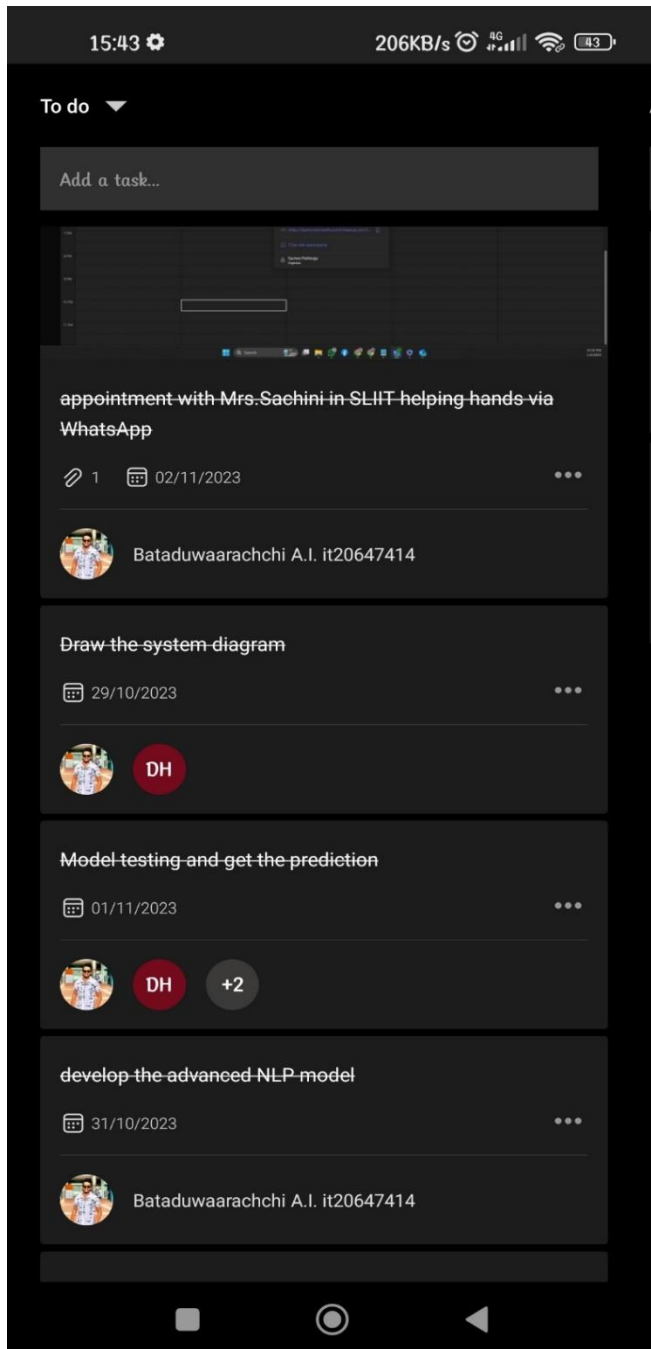 15:43 206KB/s 4G 43
To do
Add a task...
Search
appointment with Mrs.Sachini in SLIIT helping hands via
WhatsApp
1 02/11/2023
Bataduwaarachchi A.I. it20647414
Draw the system diagram
29/10/2023
DH
Model testing and get the prediction
01/11/2023
DH +2
develop the advanced NLP model
31/10/2023
Bataduwaarachchi A.I. it20647414